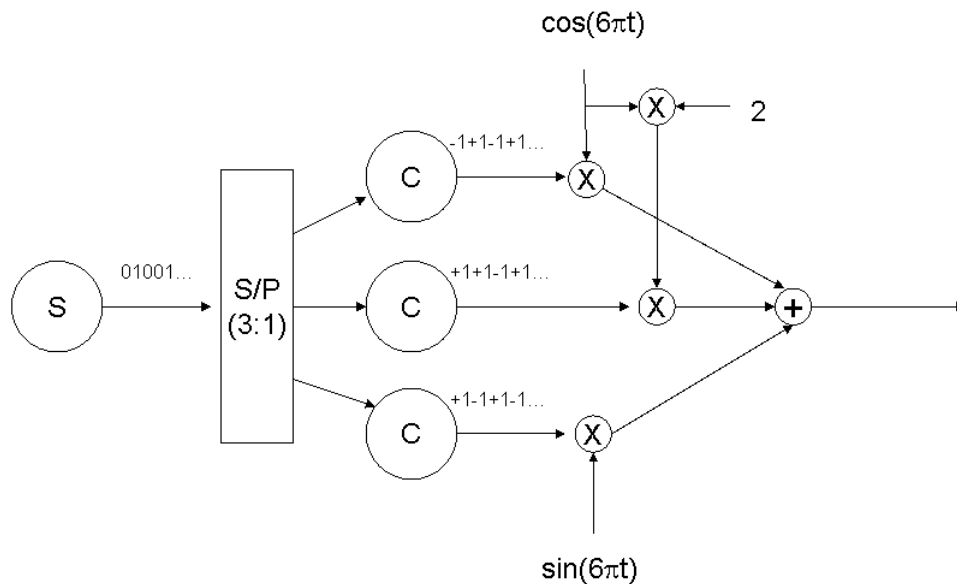 cos(6πt)
X
2
-1+1-1+1...
C
X
01001...
S
S/P
(3:1)
+1+1-1+1...
C
X
+
+1-1+1-1...
C
X
sin(6πt)